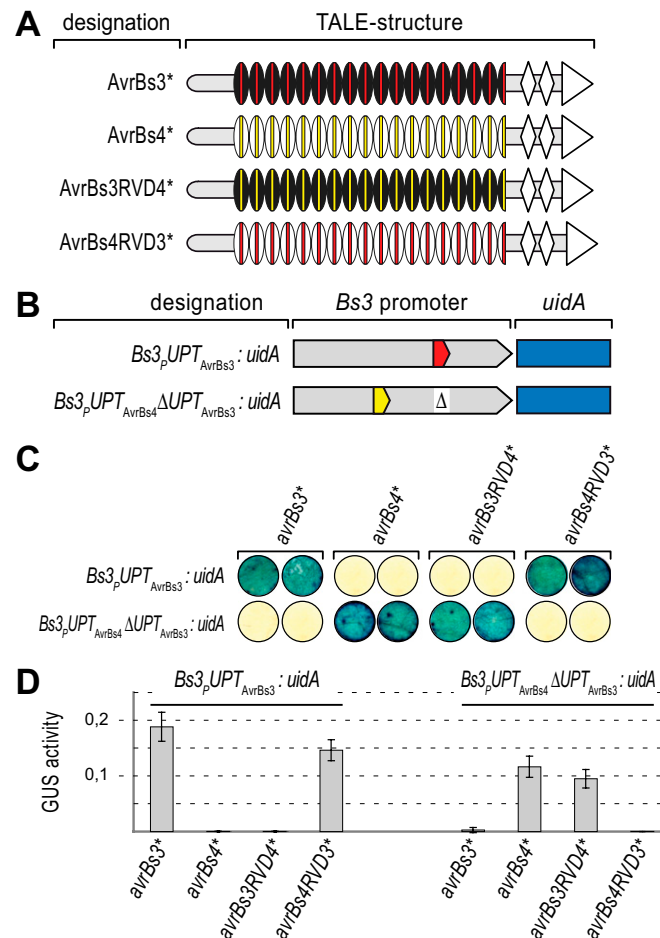 A
designation TALE-structure
AvrBs3*
AvrBs4*
AvrBs3RVD4*
AvrBs4RVD3*
B
designation Bs3 promoter uidA
Bs3pUPTAvrBs3 : uidA
Bs3pUPTAvrBs4ΔUPTAvrBs3 : uidA
Δ
C
avrBs3* avrBs4* avrBs3RVD4* avrBs4RVD3*
Bs3pUPTAvrBs3 : uidA
Bs3pUPTAvrBs4 ΔUPTAvrBs3 : uidA
D
Bs3pUPTAvrBs3 : uidA Bs3pUPTAvrBs4 ΔUPTAvrBs3 : uidA
GUS activity
0,2
0,1
avrBs3* avrBs4* avrBs3RVD4* avrBs4RVD3* avrBs3* avrBs4* avrBs3RVD4* avrBs4RVD3*